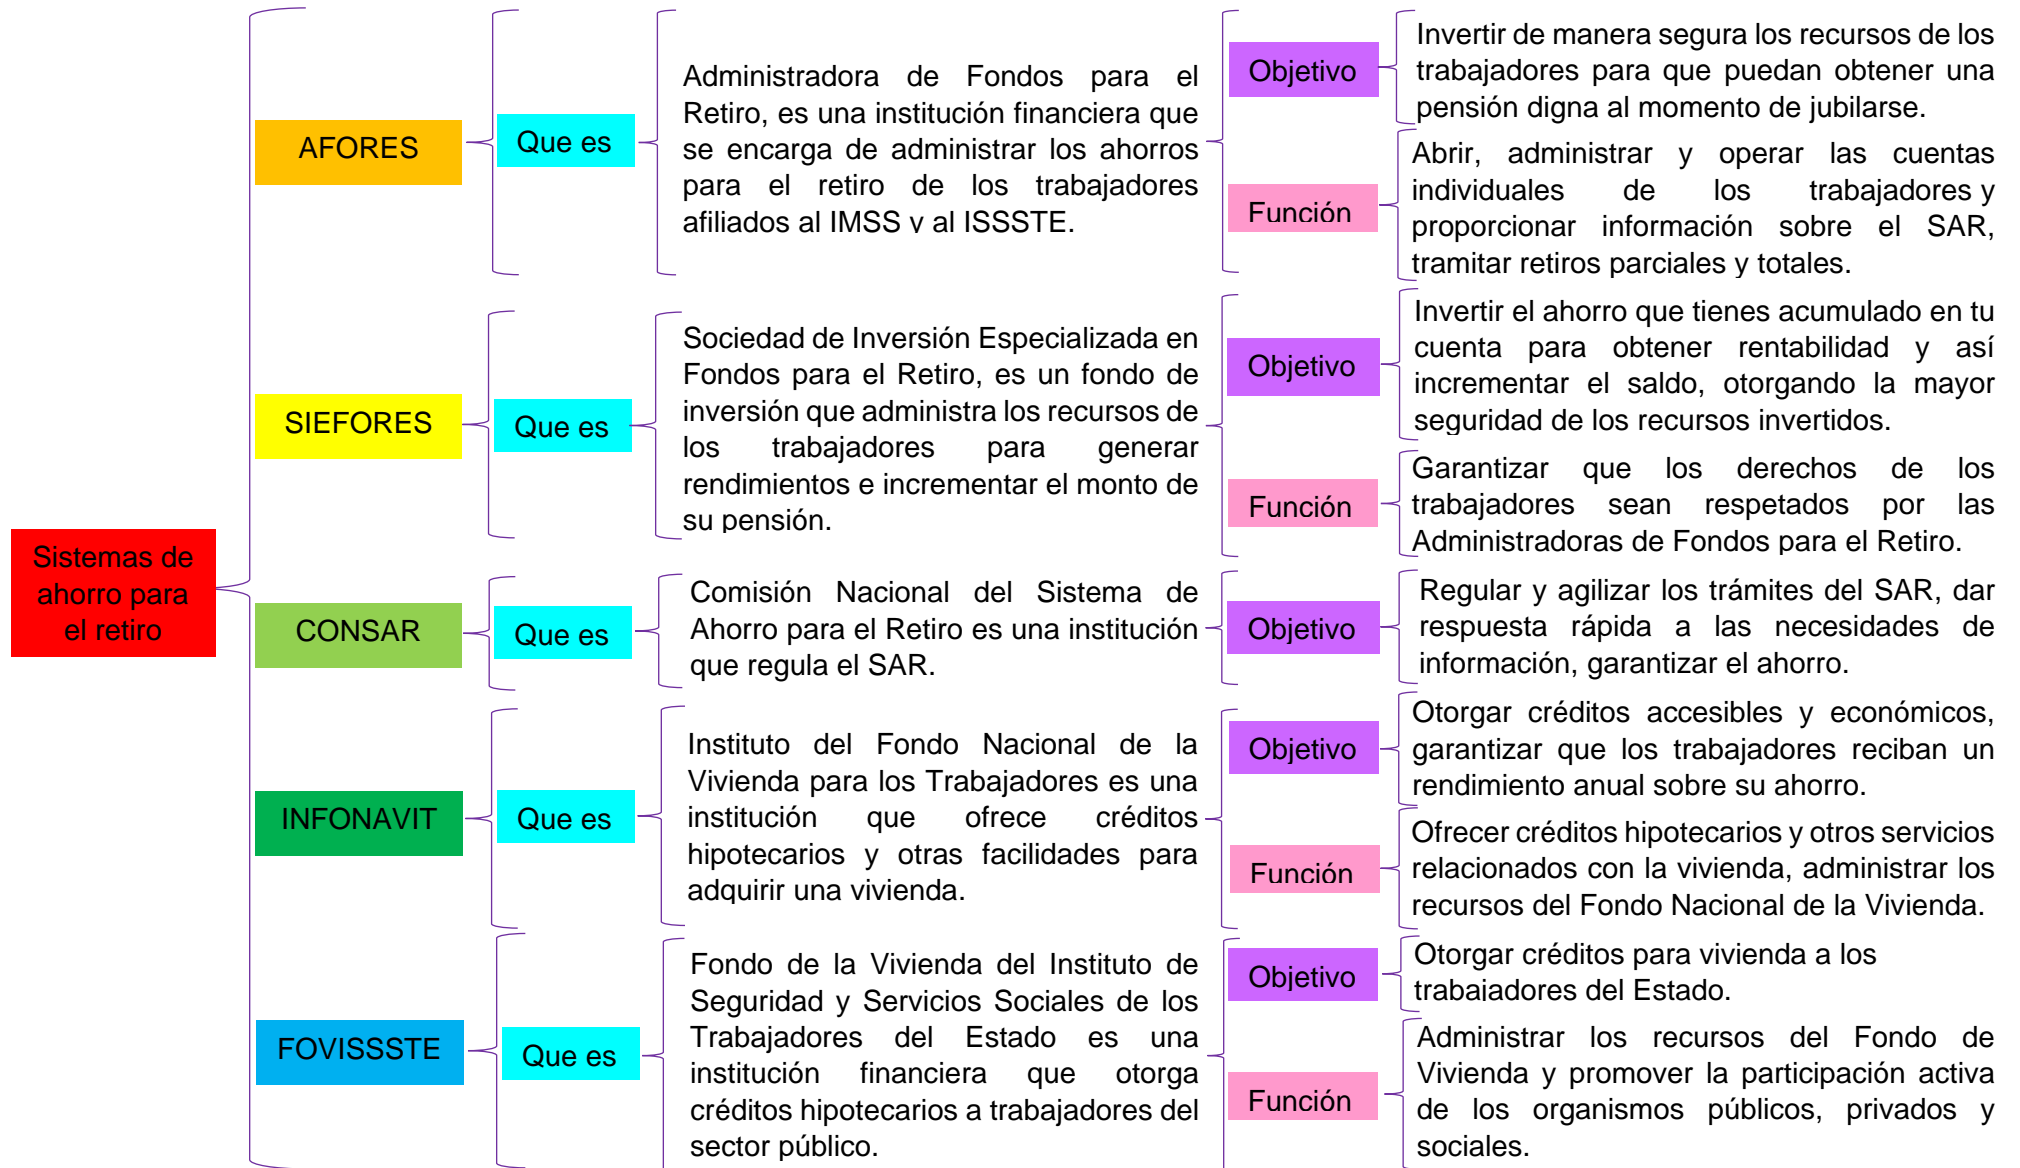 Sistemas de
ahorro para
el retiro
AFORES
Que es
Administradora de Fondos para el
Retiro, es una institución financiera que
se encarga de administrar los ahorros
para el retiro de los trabajadores
afiliados al IMSS y al ISSSTE.
Objetivo
Invertir de manera segura los recursos de los
trabajadores para que puedan obtener una
pensión digna al momento de jubilarse.
Función
Abrir, administrar y operar las cuentas
individuales de los trabajadores y
proporcionar información sobre el SAR,
tramitar retiros parciales y totales.
SIEFORES
Que es
Sociedad de Inversión Especializada en
Fondos para el Retiro, es un fondo de
inversión que administra los recursos de
los trabajadores para generar
rendimientos e incrementar el monto de
su pensión.
Objetivo
Invertir el ahorro que tienes acumulado en tu
cuenta para obtener rentabilidad y así
incrementar el saldo, otorgando la mayor
seguridad de los recursos invertidos.
Función
Garantizar que los derechos de los
trabajadores sean respetados por las
Administradoras de Fondos para el Retiro.
CONSAR
Que es
Comisión Nacional del Sistema de
Ahorro para el Retiro es una institución
que regula el SAR.
Objetivo
Regular y agilizar los trámites del SAR, dar
respuesta rápida a las necesidades de
información, garantizar el ahorro.
INFONAVIT
Que es
Instituto del Fondo Nacional de la
Vivienda para los Trabajadores es una
institución que ofrece créditos
hipotecarios y otras facilidades para
adquirir una vivienda.
Objetivo
Otorgar créditos accesibles y económicos,
garantizar que los trabajadores reciban un
rendimiento anual sobre su ahorro.
Función
Ofrecer créditos hipotecarios y otros servicios
relacionados con la vivienda, administrar los
recursos del Fondo Nacional de la Vivienda.
FOVISSSTE
Que es
Fondo de la Vivienda del Instituto de
Seguridad y Servicios Sociales de los
Trabajadores del Estado es una
institución financiera que otorga
créditos hipotecarios a trabajadores del
sector público.
Objetivo
Otorgar créditos para vivienda a los
trabajadores del Estado.
Función
Administrar los recursos del Fondo de
Vivienda y promover la participación activa
de los organismos públicos, privados y
sociales.